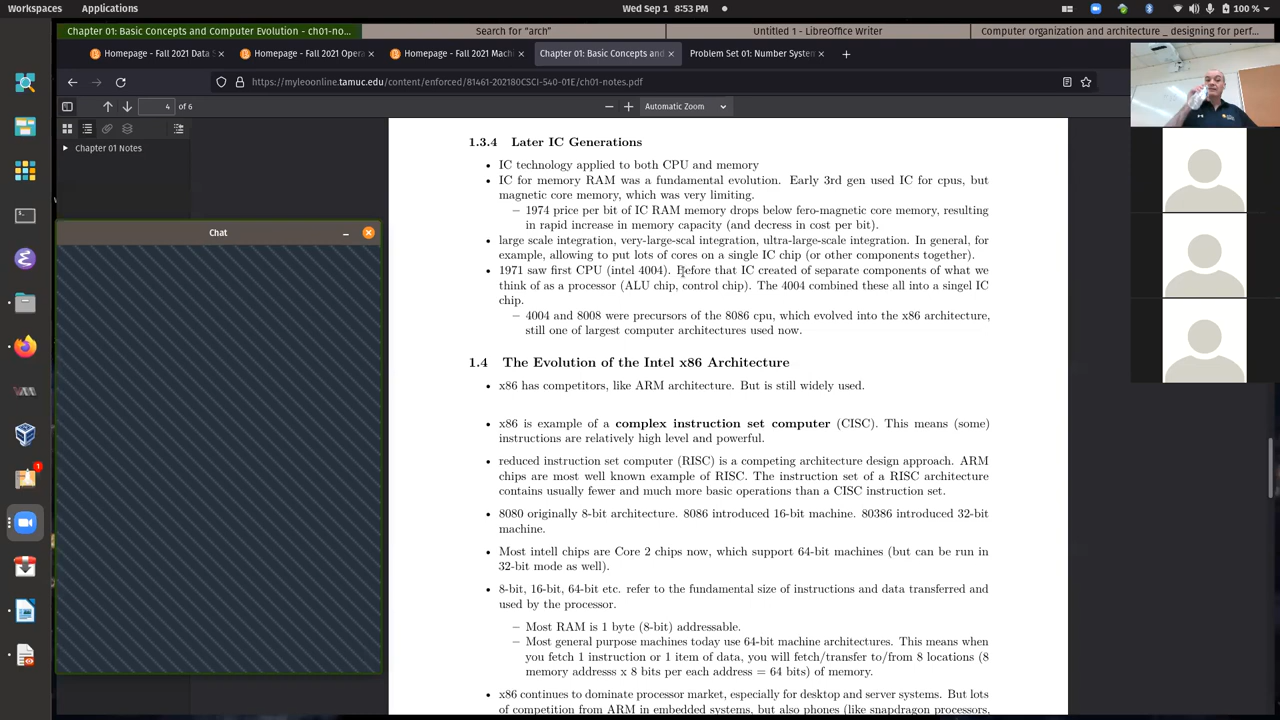 Workspaces
Applications
Wed Sep 1 8:53 PM
100 %
Chapter 01: Basic Concepts and Computer Evolution - ch01-no...
Search for "arch"
Untitled 1 - LibreOffice Writer
Computer organization and architecture _ designing for perf...
Homepage - Fall 2021 Data S
Homepage - Fall 2021 Opera
Homepage - Fall 2021 Machin
Chapter 01: Basic Concepts and
Problem Set 01: Number System
https://myleoonline.tamuc.edu/content/enforced/81461-202180CSCI-540-01E/ch01-notes.pdf
4 of 6
Automatic Zoom
Chapter 01 Notes
Chat
1
1.3.4 Later IC Generations
• IC technology applied to both CPU and memory
• IC for memory RAM was a fundamental evolution. Early 3rd gen used IC for cpus, but
magnetic core memory, which was very limiting.
– 1974 price per bit of IC RAM memory drops below fero-magnetic core memory, resulting
in rapid increase in memory capacity (and decress in cost per bit).
• large scale integration, very-large-scal integration, ultra-large-scale integration. In general, for
example, allowing to put lots of cores on a single IC chip (or other components together).
• 1971 saw first CPU (intel 4004). Before that IC created of separate components of what we
think of as a processor (ALU chip, control chip). The 4004 combined these all into a singel IC
chip.
– 4004 and 8008 were precursors of the 8086 cpu, which evolved into the x86 architecture,
still one of largest computer architectures used now.
1.4 The Evolution of the Intel x86 Architecture
• x86 has competitors, like ARM architecture. But is still widely used.
• x86 is example of a complex instruction set computer (CISC). This means (some)
instructions are relatively high level and powerful.
• reduced instruction set computer (RISC) is a competing architecture design approach. ARM
chips are most well known example of RISC. The instruction set of a RISC architecture
contains usually fewer and much more basic operations than a CISC instruction set.
• 8080 originally 8-bit architecture. 8086 introduced 16-bit machine. 80386 introduced 32-bit
machine.
• Most intell chips are Core 2 chips now, which support 64-bit machines (but can be run in
32-bit mode as well).
• 8-bit, 16-bit, 64-bit etc. refer to the fundamental size of instructions and data transferred and
used by the processor.
– Most RAM is 1 byte (8-bit) addressable.
– Most general purpose machines today use 64-bit machine architectures. This means when
you fetch 1 instruction or 1 item of data, you will fetch/transfer to/from 8 locations (8
memory addresss x 8 bits per each address = 64 bits) of memory.
• x86 continues to dominate processor market, especially for desktop and server systems. But lots
of competition from ARM in embedded systems, but also phones (like snapdragon processors,